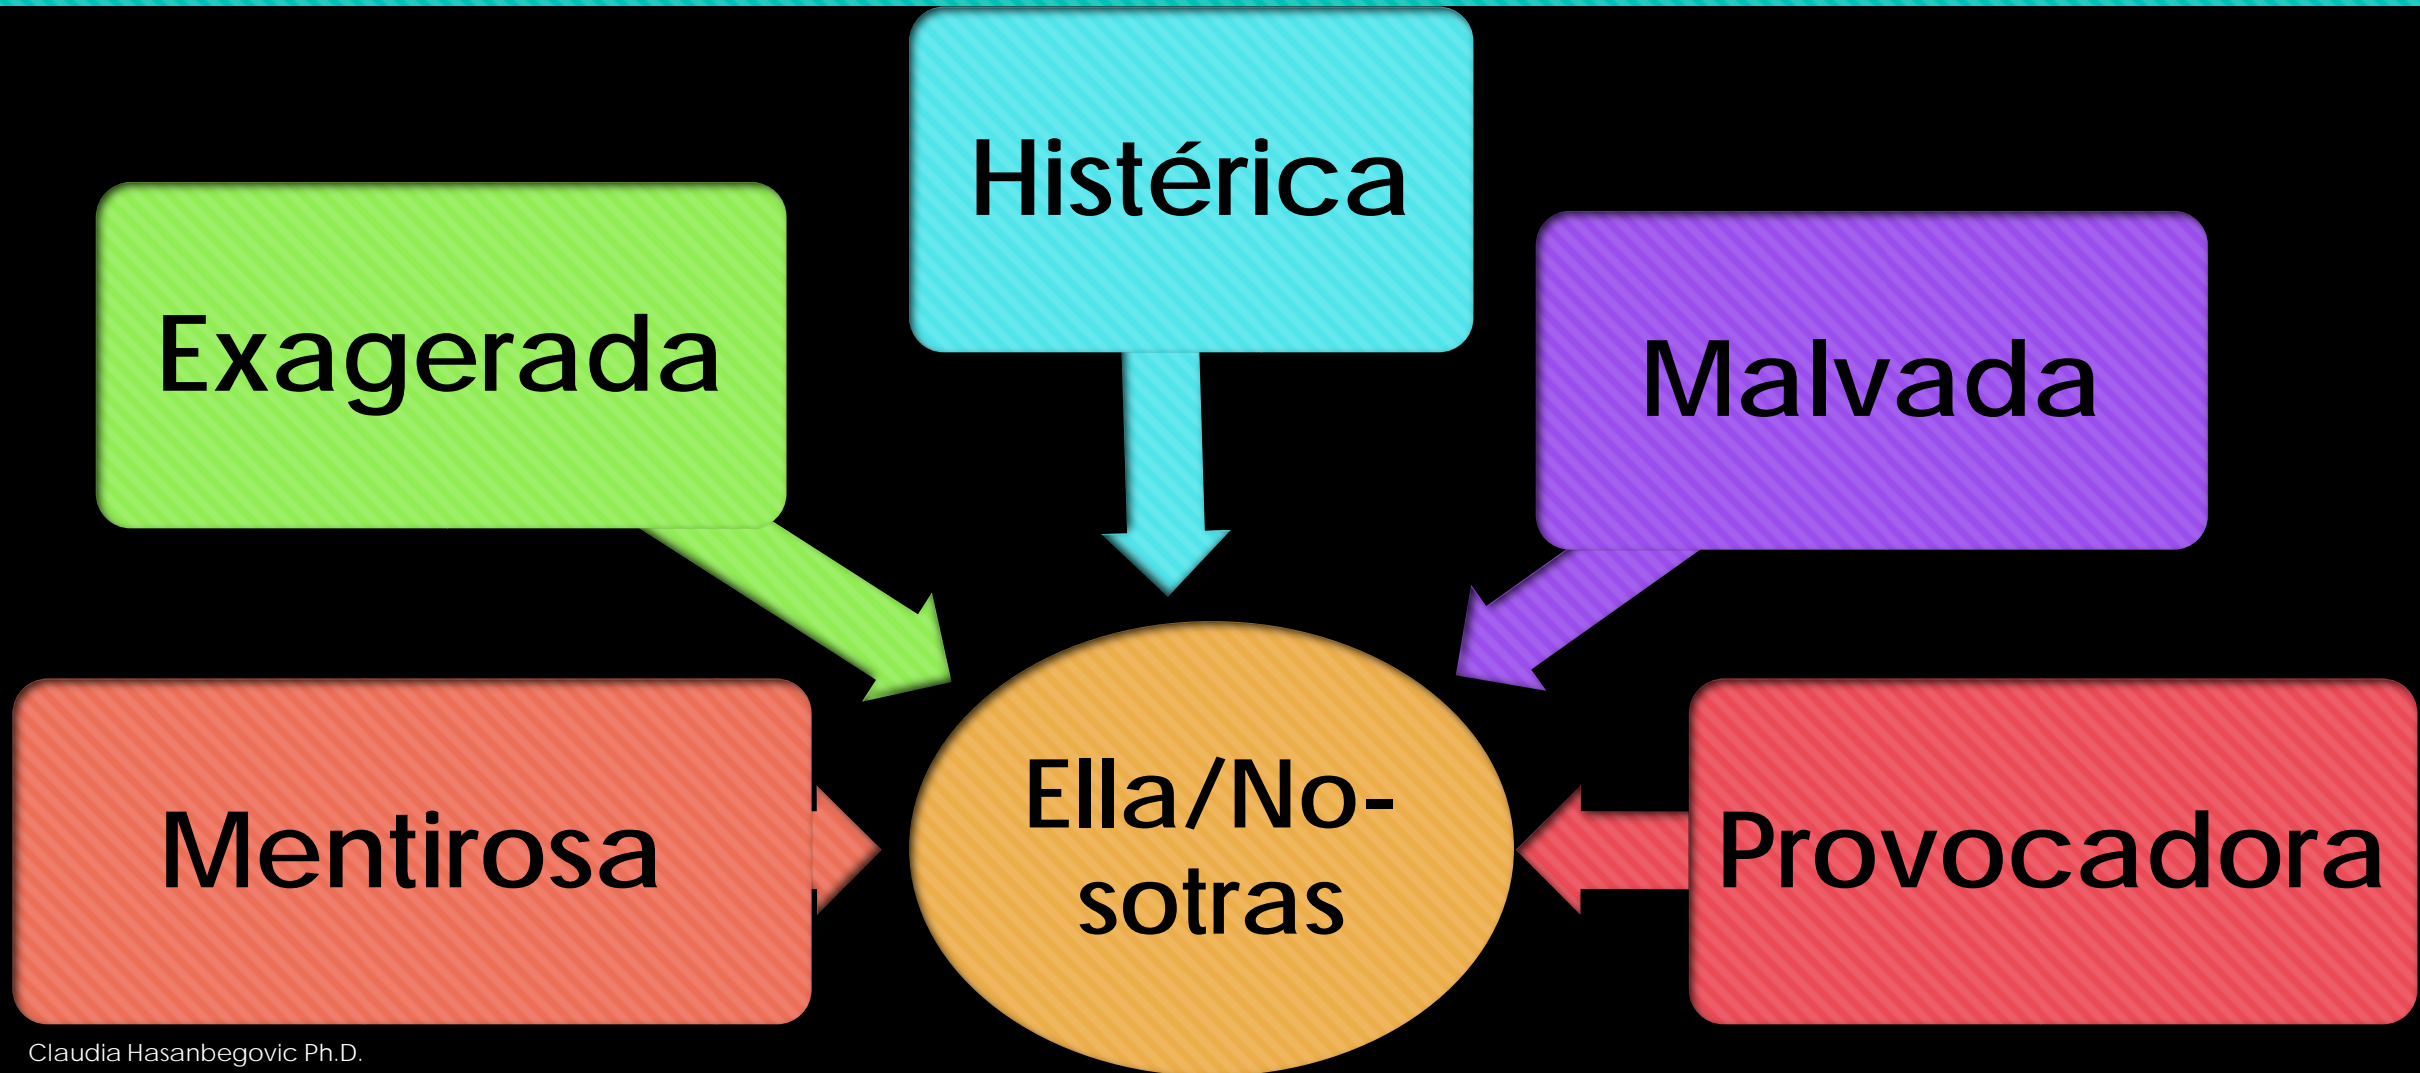 Histérica
Exagerada
Malvada
Mentirosa
Ella/No-
sotras
Provocadora
Claudia Hasanbegovic Ph.D.